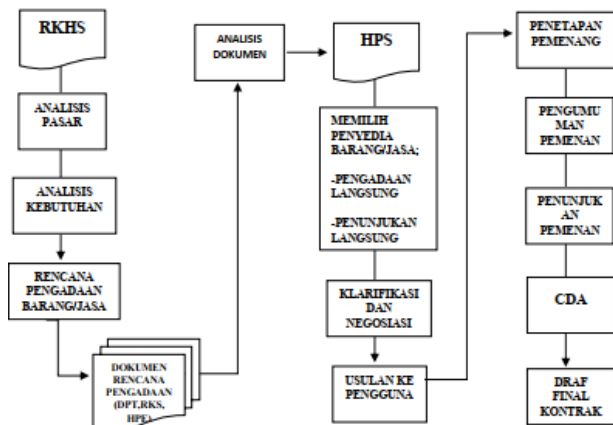 RKHS
ANALISIS
PASAR
ANALISIS
KEBUTUHAN
RENCANA
PENGADAAN
BARANG/JASA
DOKUMEN
RENCANA
PENGADAAN
(DPT,RKS,
HPE)
ANALISIS
DOKUMEN
HPS
MEMILIH
PENYEDIA
BARANG/JASA;
-PENGADAAN
LANGSUNG
-PENUNJUKAN
LANGSUNG
KLARIFIKASI
DAN
NEGOSIASI
USULAN KE
PENGGUNA
PENETAPAN
PEMENANG
PENGUMU
MAN
PEMENAN
PENUNJUK
AN
PEMENAN
CDA
DRAF
FINAL
KONTRAK